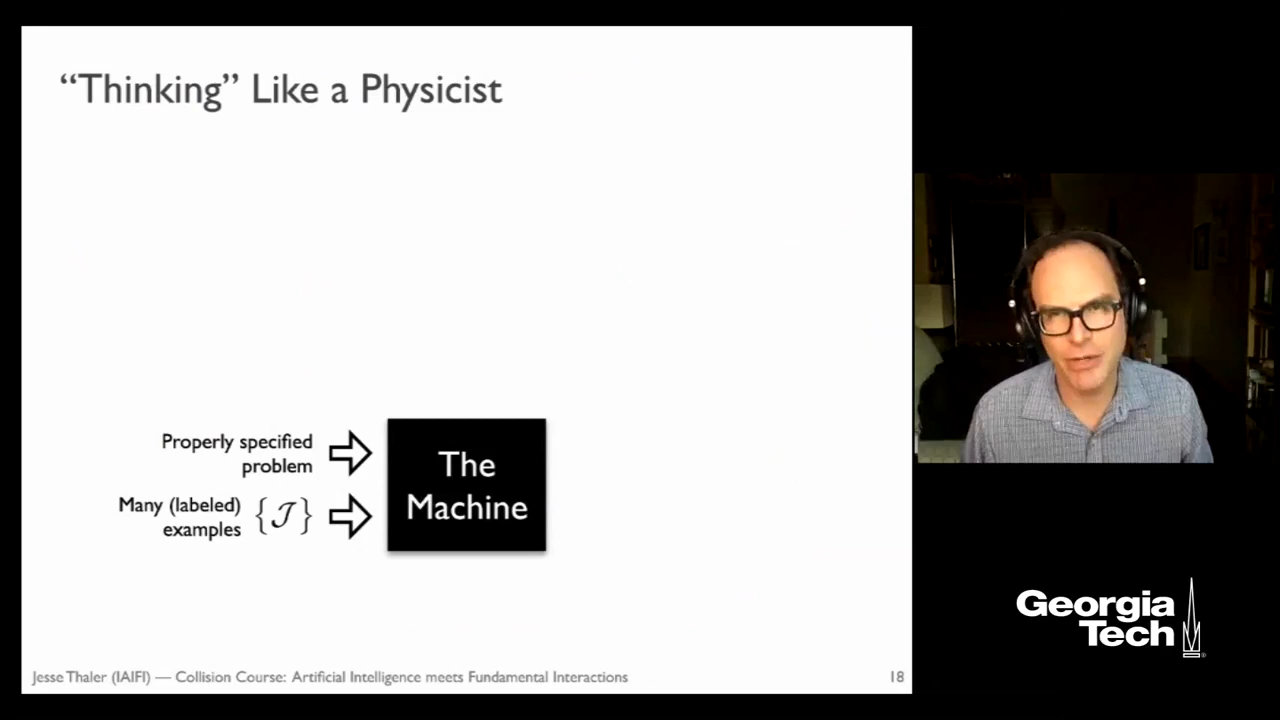 “Thinking” Like a Physicist
Properly specified
problem
Many (labeled)
examples
{𝒥}
The
Machine
Jesse Thaler (IAIFI) — Collision Course: Artificial Intelligence meets Fundamental Interactions
18
Georgia
Tech